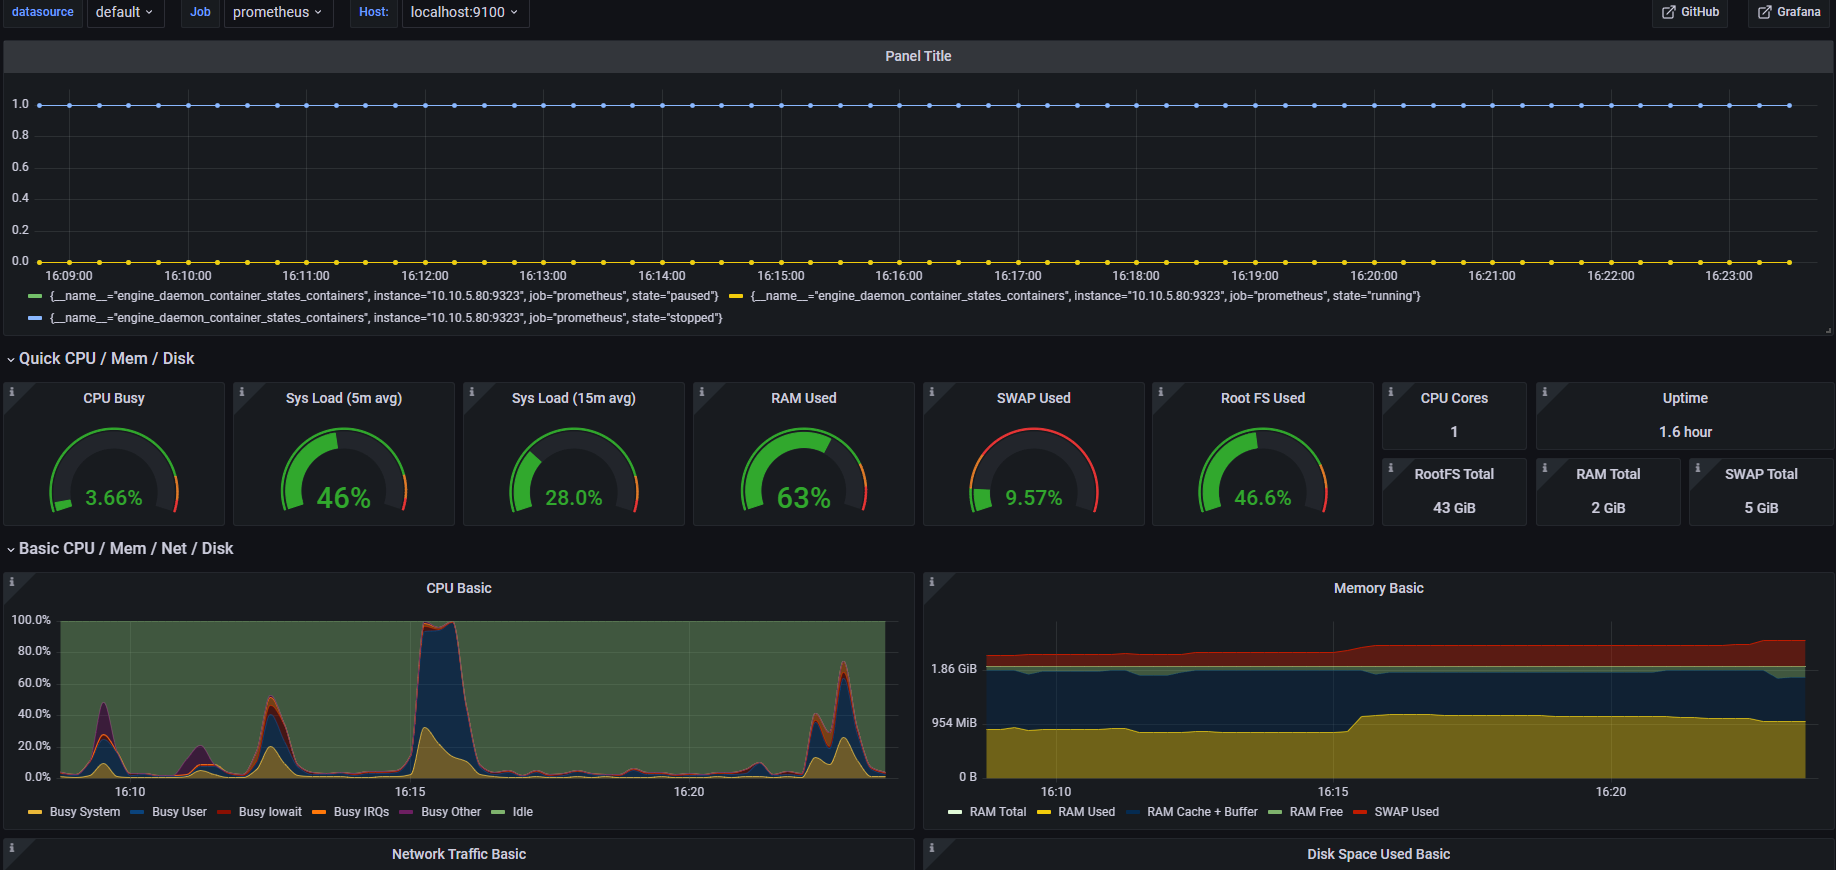 datasource default Job prometheus Host: localhost:9100 GitHub Grafana
Panel Title
1.0
0.8
0.6
0.4
0.2
0.0
16:09:00 16:10:00 16:11:00 16:12:00 16:13:00 16:14:00 16:15:00 16:16:00 16:17:00 16:18:00 16:19:00 16:20:00 16:21:00 16:22:00 16:23:00
{__name__="engine_daemon_container_states_containers", instance="10.10.5.80:9323", job="prometheus", state="paused"} {__name__="engine_daemon_container_states_containers", instance="10.10.5.80:9323", job="prometheus", state="running"}
{__name__="engine_daemon_container_states_containers", instance="10.10.5.80:9323", job="prometheus", state="stopped"}
Quick CPU / Mem / Disk
CPU Busy
3.66%
Sys Load (5m avg)
46%
Sys Load (15m avg)
28.0%
RAM Used
63%
SWAP Used
9.57%
Root FS Used
46.6%
CPU Cores
1
Uptime
1.6 hour
RootFS Total
43 GiB
RAM Total
2 GiB
SWAP Total
5 GiB
Basic CPU / Mem / Net / Disk
CPU Basic
100.0%
80.0%
60.0%
40.0%
20.0%
0.0%
16:10 16:15 16:20
Busy System Busy User Busy Iowait Busy IRQs Busy Other Idle
Memory Basic
1.86 GiB
954 MiB
0 B
16:10 16:15 16:20
RAM Total RAM Used RAM Cache + Buffer RAM Free SWAP Used
Network Traffic Basic
Disk Space Used Basic